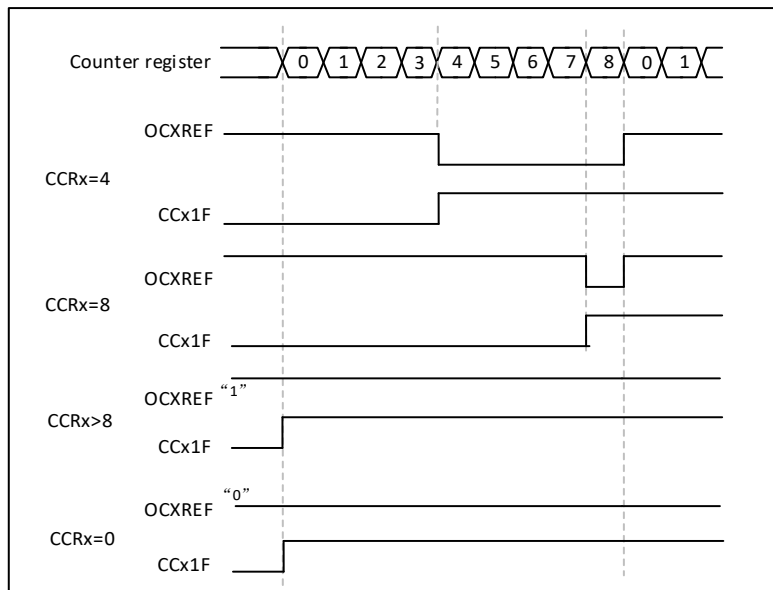 Counter register 0 1 2 3 4 5 6 7 8 0 1
OCXREF
CCRx=4
CCx1F
OCXREF
CCRx=8
CCx1F
OCXREF “1”
CCRx>8
CCx1F
OCXREF “0”
CCRx=0
CCx1F